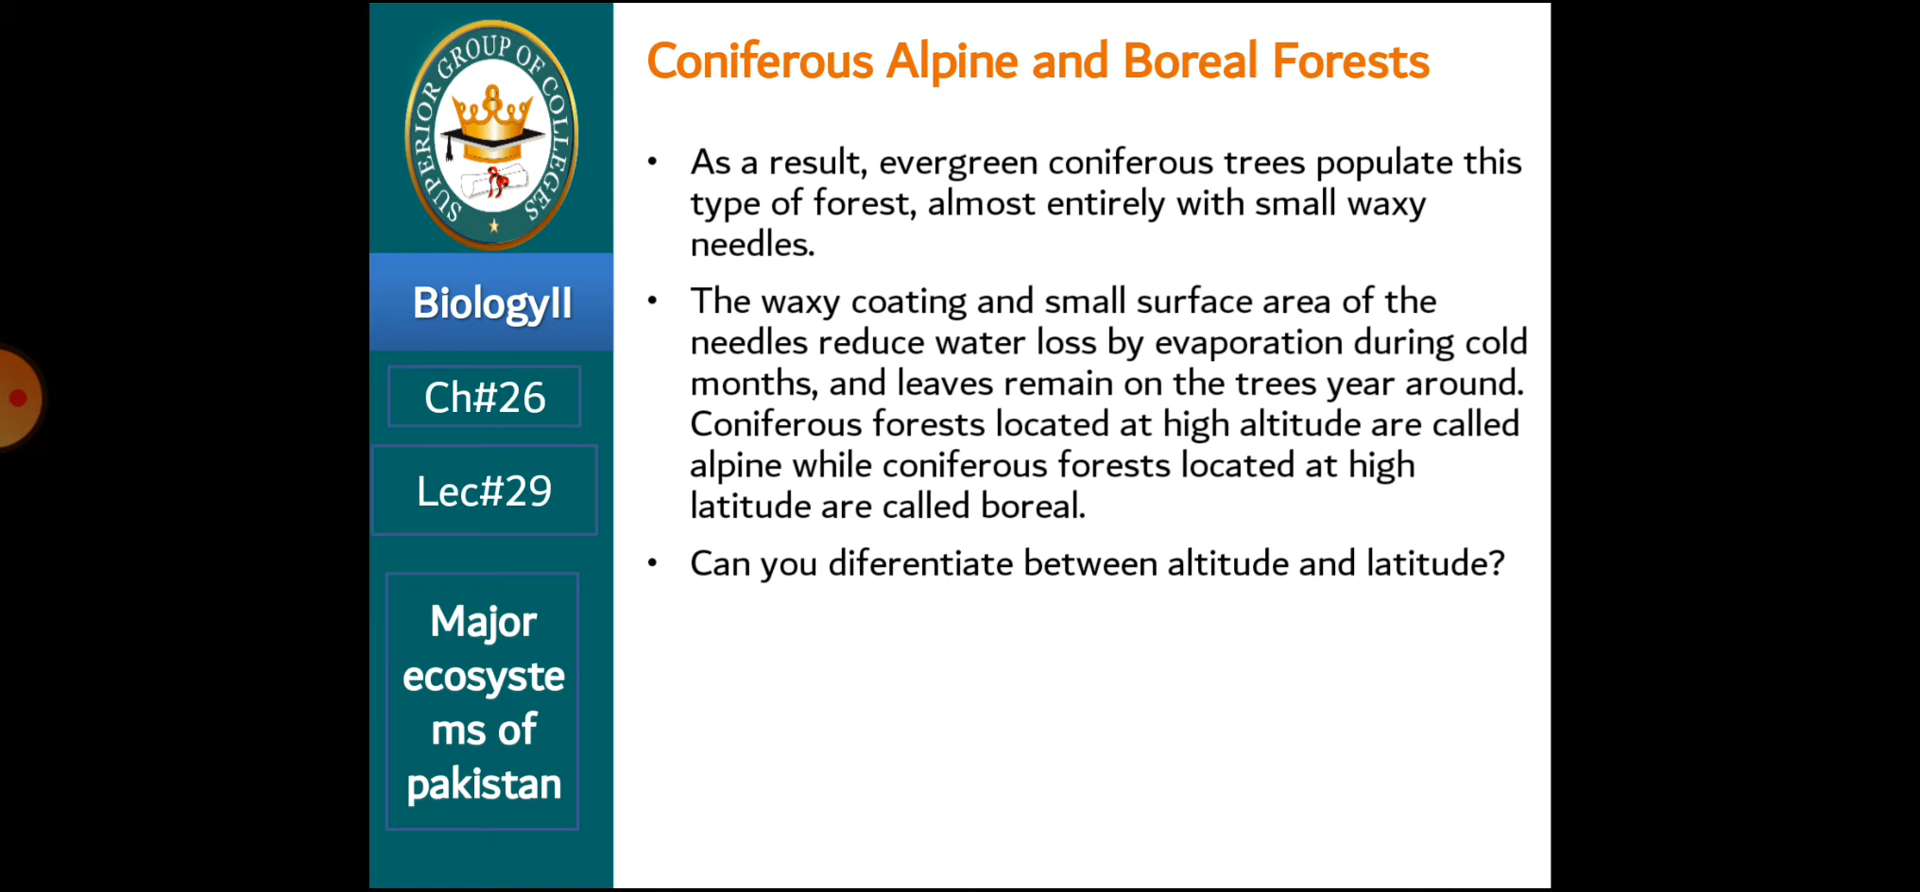 SUPERIOR GROUP OF COLLEGES
BiologyII
Ch#26
Lec#29
Major
ecosyste
ms of
pakistan
Coniferous Alpine and Boreal Forests
• As a result, evergreen coniferous trees populate this
type of forest, almost entirely with small waxy
needles.
• The waxy coating and small surface area of the
needles reduce water loss by evaporation during cold
months, and leaves remain on the trees year around.
Coniferous forests located at high altitude are called
alpine while coniferous forests located at high
latitude are called boreal.
• Can you diferentiate between altitude and latitude?